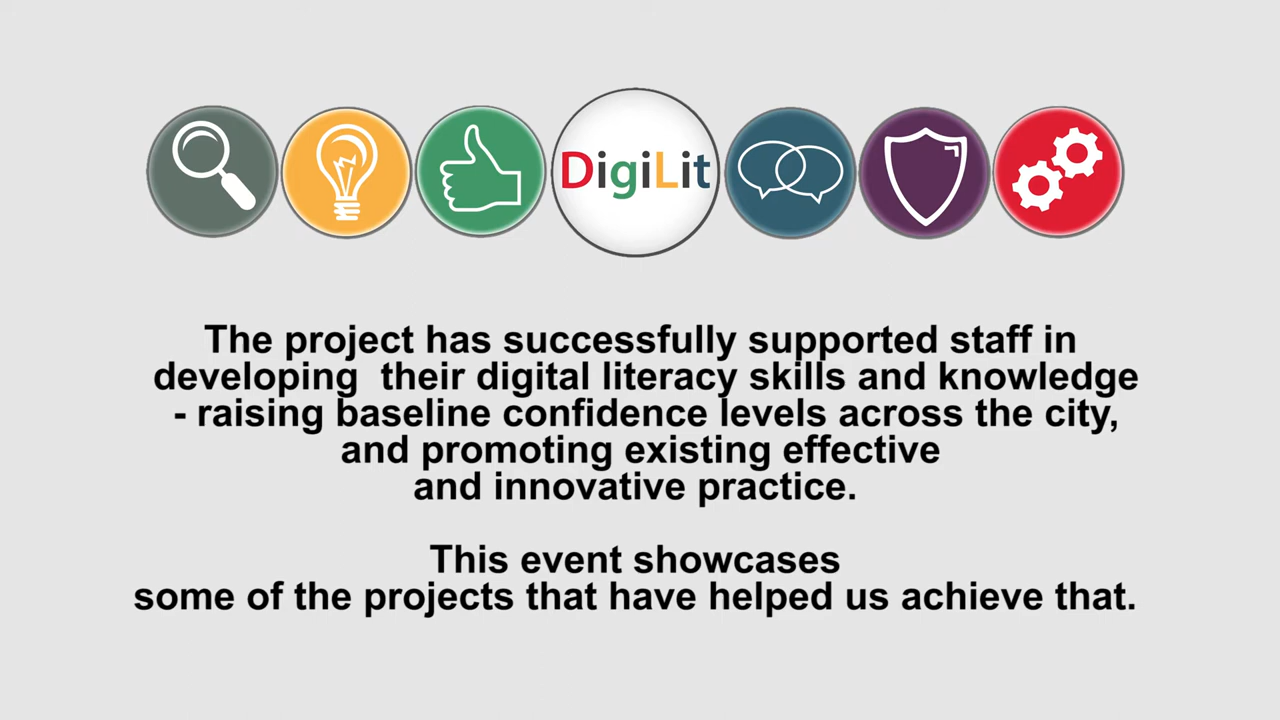 DigiLit
The project has successfully supported staff in
developing  their digital literacy skills and knowledge
- raising baseline confidence levels across the city,
and promoting existing effective
and innovative practice.
This event showcases
some of the projects that have helped us achieve that.